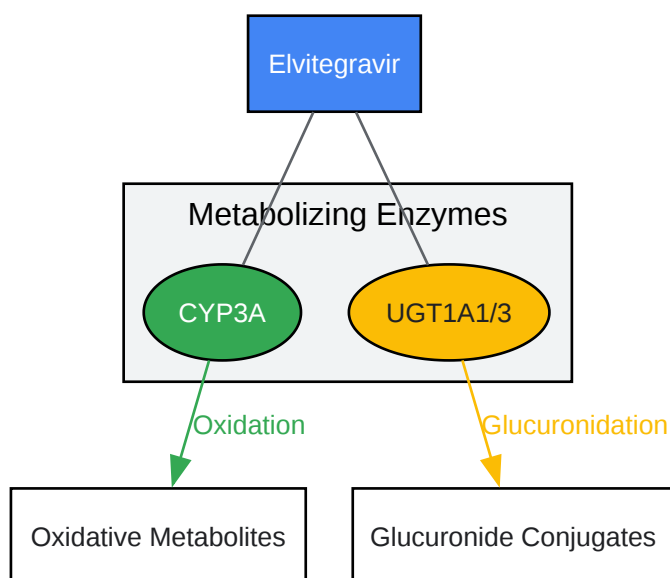 Elvitegravir
Metabolizing Enzymes
CYP3A
UGT1A1/3
Oxidation
Glucuronidation
Oxidative Metabolites
Glucuronide Conjugates